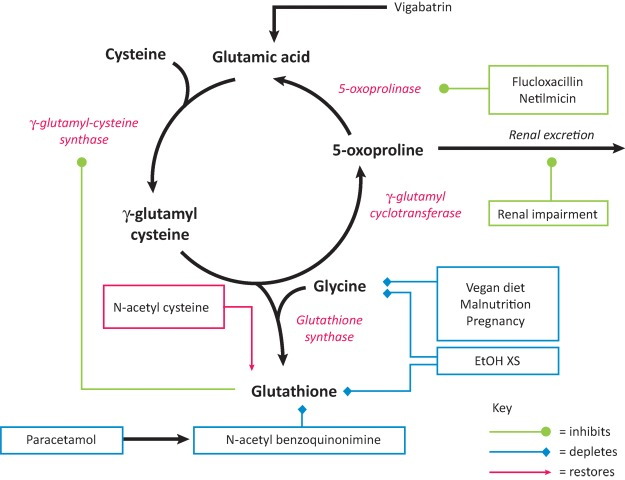 Vigabatrin
Cysteine
Glutamic acid
5-oxoprolinase
Flucloxacillin
Netilmicin
γ-glutamyl-cysteine
synthase
Renal excretion
5-oxoproline
γ-glutamyl
cyclotransferase
Renal impairment
γ-glutamyl
cysteine
Glycine
Vegan diet
Malnutrition
Pregnancy
N-acetyl cysteine
Glutathione
synthase
EtOH XS
Glutathione
Key
Paracetamol
N-acetyl benzoquinonimine
= inhibits
= depletes
= restores